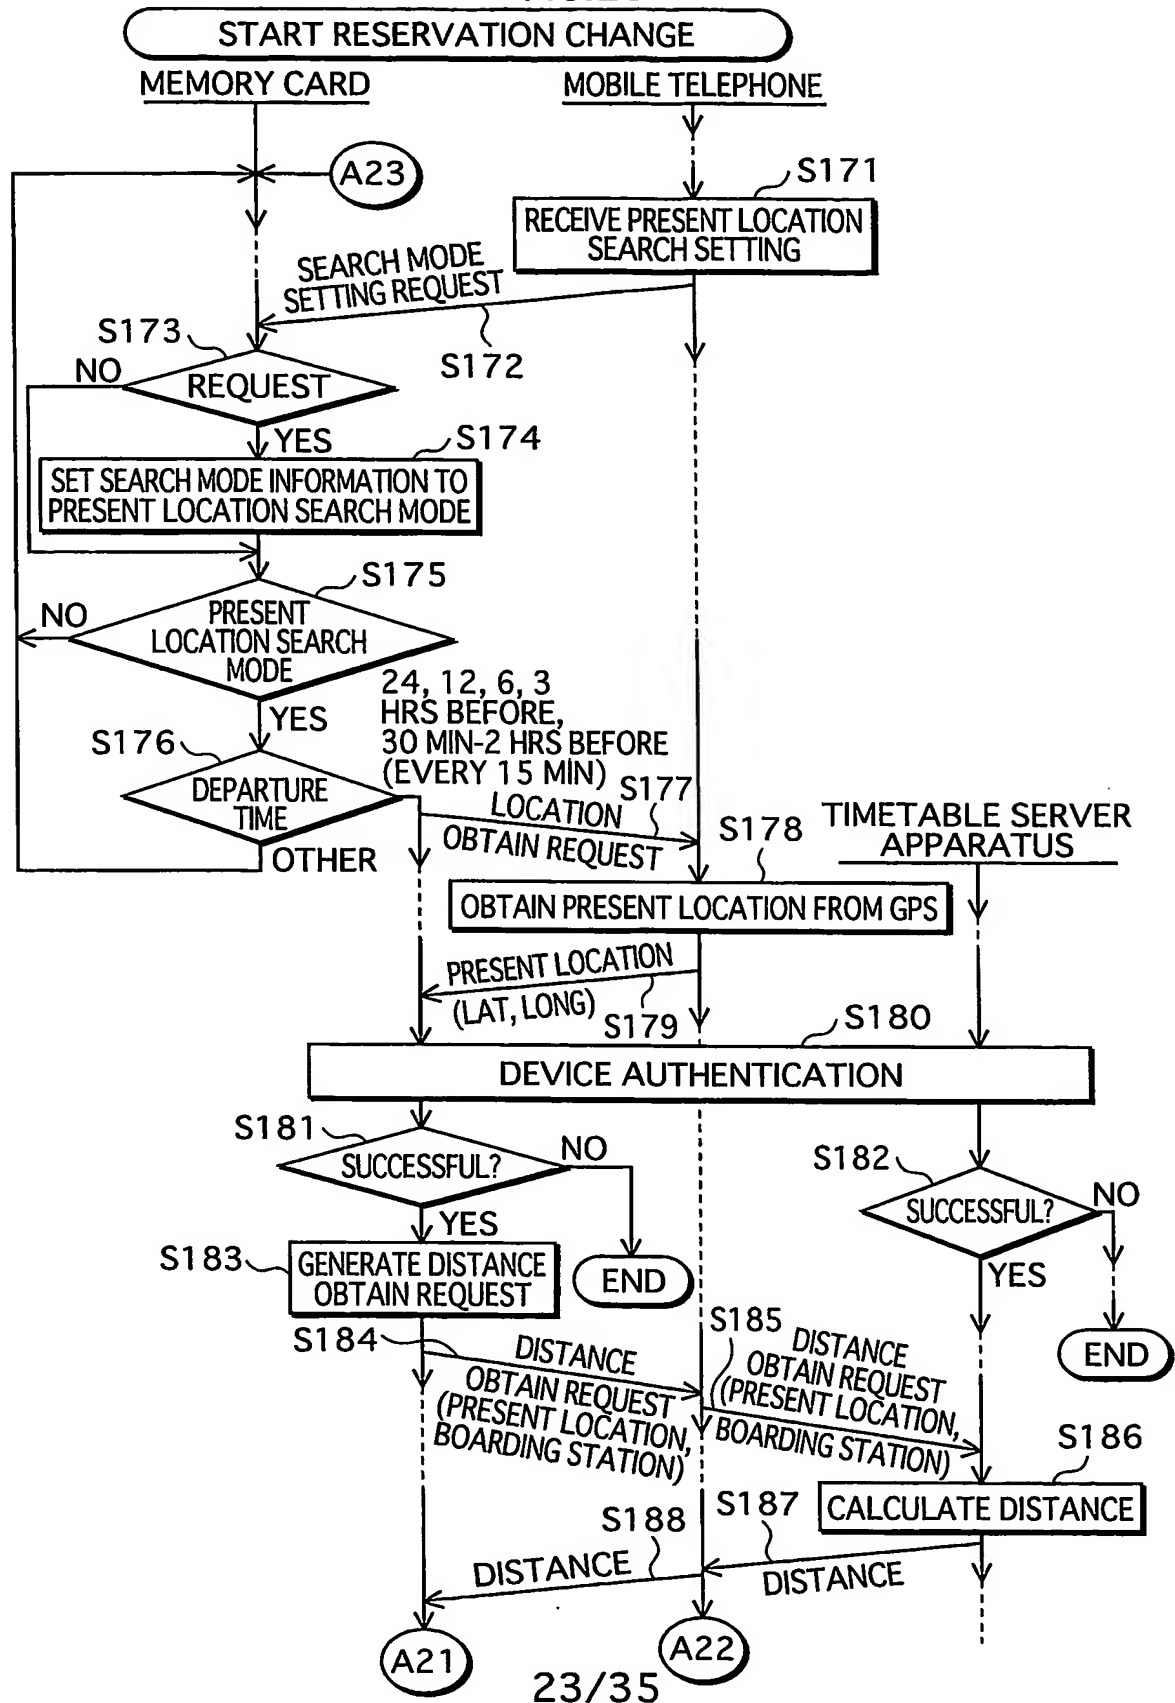 START RESERVATION CHANGE
MEMORY CARD
MOBILE TELEPHONE
A23
S171
RECEIVE PRESENT LOCATION
SEARCH SETTING
SEARCH MODE
SETTING REQUEST
S172
S173
NO
REQUEST
YES
S174
SET SEARCH MODE INFORMATION TO
PRESENT LOCATION SEARCH MODE
S175
NO
PRESENT
LOCATION SEARCH
MODE
YES
24, 12, 6, 3
HRS BEFORE,
30 MIN-2 HRS BEFORE
(EVERY 15 MIN)
S176
DEPARTURE
TIME
OTHER
S177
LOCATION
OBTAIN REQUEST
S178
TIMETABLE SERVER
APPARATUS
OBTAIN PRESENT LOCATION FROM GPS
PRESENT LOCATION
(LAT, LONG)
S179
S180
DEVICE AUTHENTICATION
S181
SUCCESSFUL?
NO
YES
S182
SUCCESSFUL?
NO
YES
S183
GENERATE DISTANCE
OBTAIN REQUEST
END
END
S184
DISTANCE
OBTAIN REQUEST
(PRESENT LOCATION,
BOARDING STATION)
S185
DISTANCE
OBTAIN REQUEST
(PRESENT LOCATION,
BOARDING STATION)
S186
CALCULATE DISTANCE
S187
DISTANCE
S188
DISTANCE
A21
A22
23/35